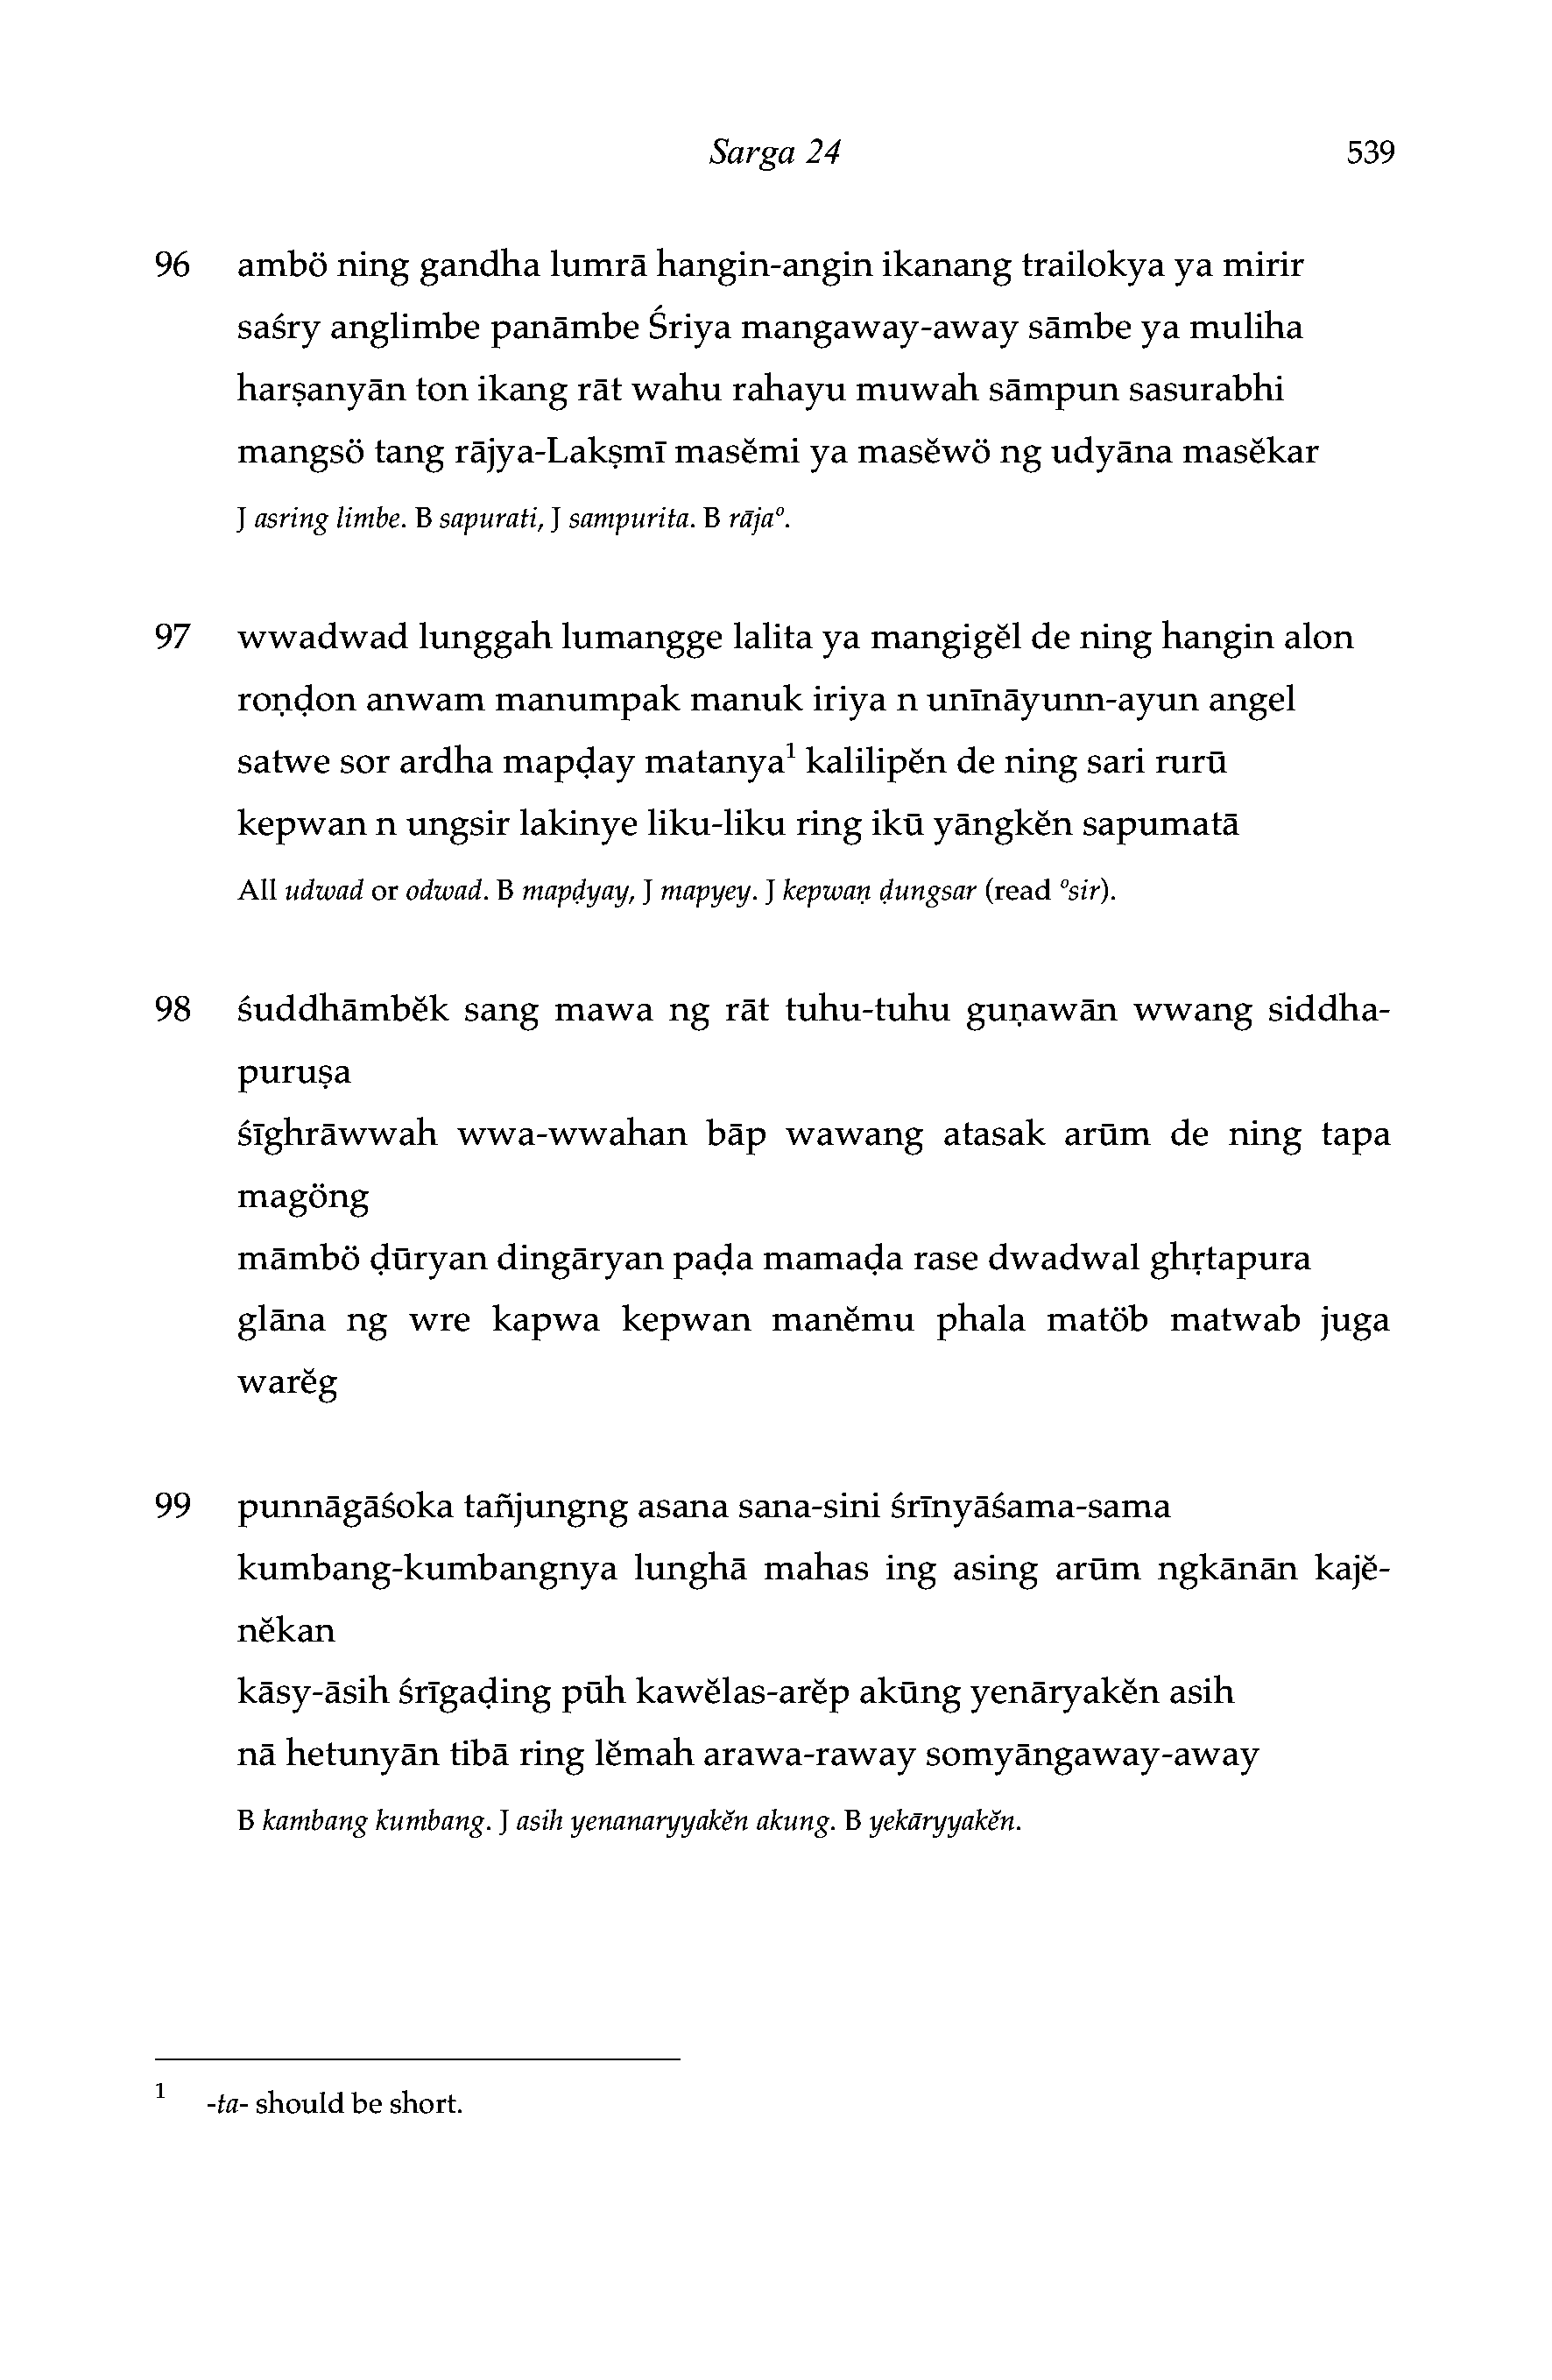 Sarga 24 539
96 ambö ning gandha lumrā hangin-angin ikanang trailokya ya mirir
saśry anglimbe panāmbe Śriya mangaway-away sāmbe ya muliha
harṣanyān ton ikang rāt wahu rahayu muwah sāmpun sasurabhi
mangsö tang rājya-Lakṣmī masĕmi ya masĕwö ng udyāna masĕkar
J asring limbe. B sapurati, J sampurita. B rājaº.
97 wwadwad lunggah lumangge lalita ya mangigĕl de ning hangin alon
roṇḍon anwam manumpak manuk iriya n unīnāyunn-ayun angel
satwe sor ardha mapḍay matanya¹ kalilipĕn de ning sari rurū
kepwan n ungsir lakinye liku-liku ring ikū yāngkĕn sapumatā
All udwad or odwad. B mapḍyay, J mapyey. J kepwaṇ ḍungsar (read ºsir).
98 śuddhāmbĕk sang mawa ng rāt tuhu-tuhu guṇawān wwang siddha-
puruṣa
śīghrāwwah wwa-wwahan bāp wawang atasak arūm de ning tapa
magöng
māmbö ḍūryan dingāryan paḍa mamaḍa rase dwadwal ghṛtapura
glāna ng wre kapwa kepwan manĕmu phala matöb matwab juga
warĕg
99 punnāgāśoka tañjungng asana sana-sini śrīnyāśama-sama
kumbang-kumbangnya lunghā mahas ing asing arūm ngkānān kajĕ-
nĕkan
kāsy-āsih śrīgaḍing pūh kawĕlas-arĕp akūng yenāryakĕn asih
nā hetunyān tibā ring lĕmah arawa-raway somyāngaway-away
B kambang kumbang. J asih yenanaryyakĕn akung. B yekāryyakĕn.
1 -ta- should be short.